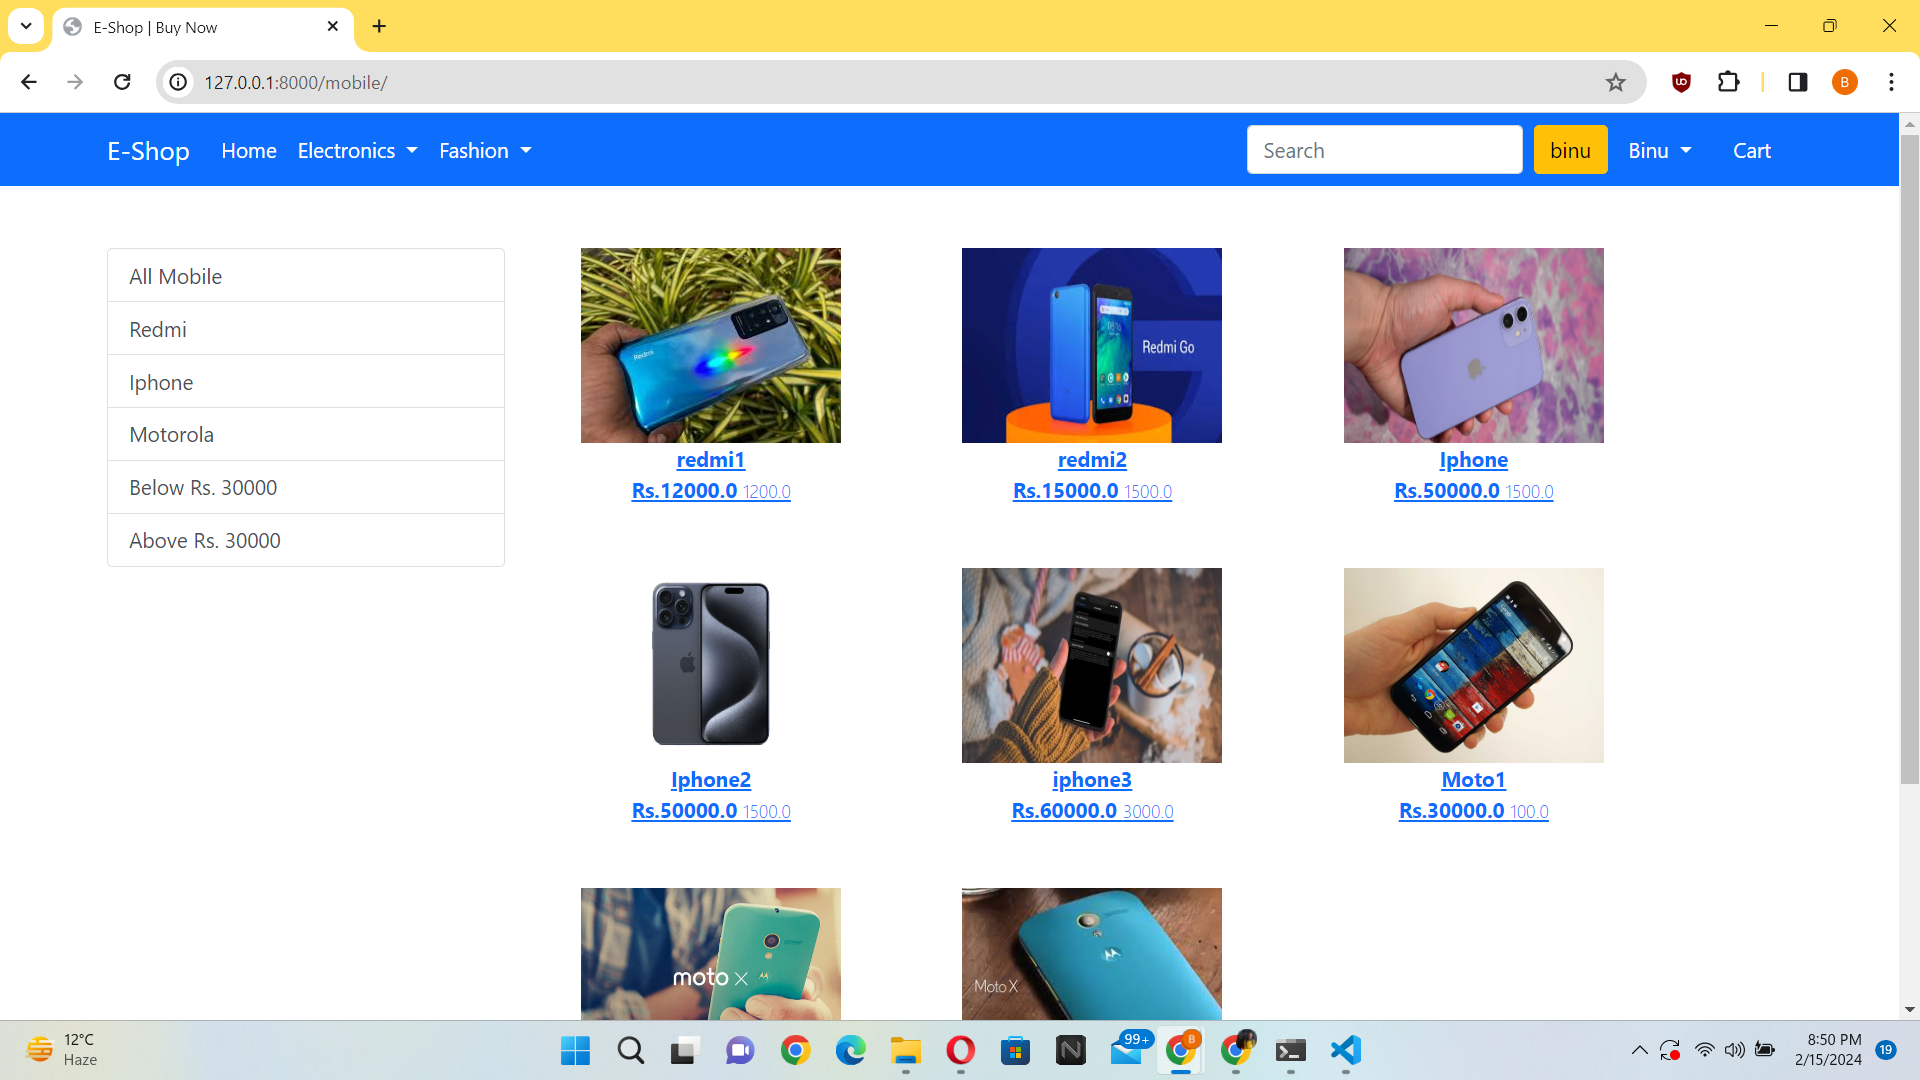 E-Shop | Buy Now
127.0.0.1:8000/mobile/
B
E-Shop Home Electronics Fashion Search binu Binu Cart
All Mobile
Redmi
Iphone
Motorola
Below Rs. 30000
Above Rs. 30000
Redmi
Redmi Go
redmi1
Rs.12000.0 1200.0
redmi2
Rs.15000.0 1500.0
Iphone
Rs.50000.0 1500.0
Iphone2
Rs.50000.0 1500.0
iphone3
Rs.60000.0 3000.0
Moto1
Rs.30000.0 100.0
moto x
Moto X
12°C
Haze
99+
B
8:50 PM
2/15/2024
19